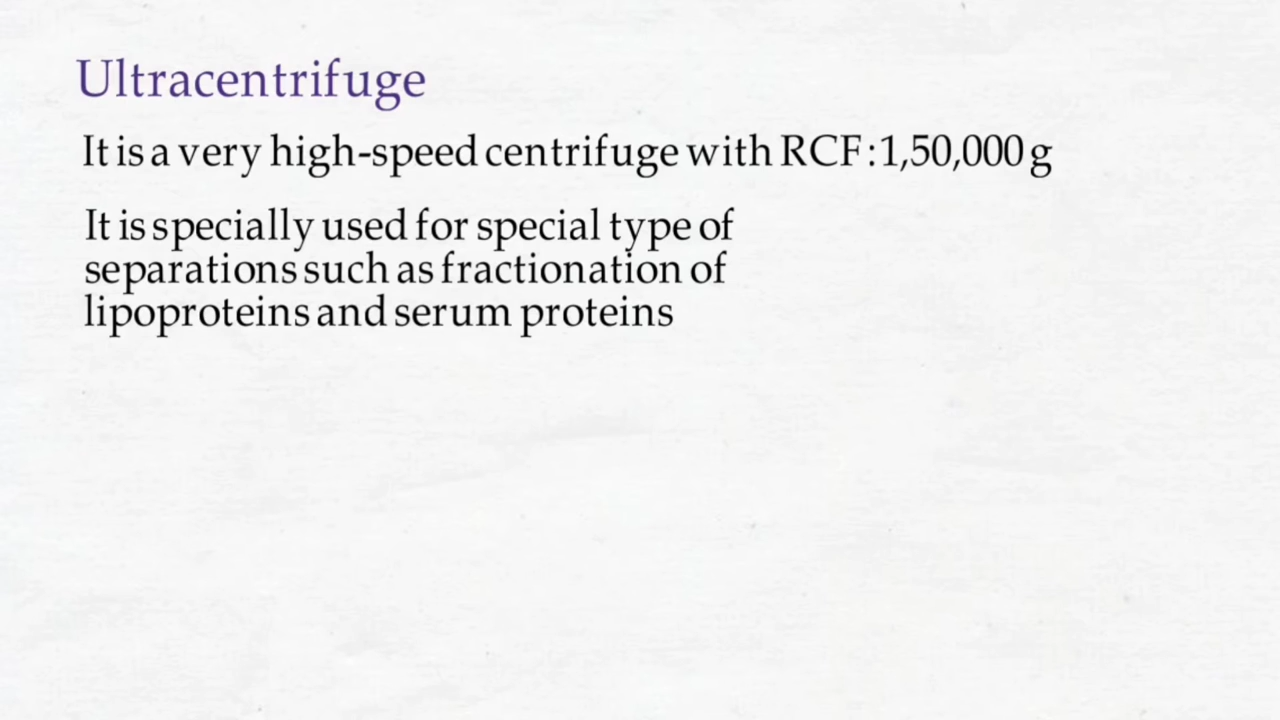 Ultracentrifuge
It is a very high-speed centrifuge with RCF:1,50,000 g
It is specially used for special type of
separations such as fractionation of
lipoproteins and serum proteins